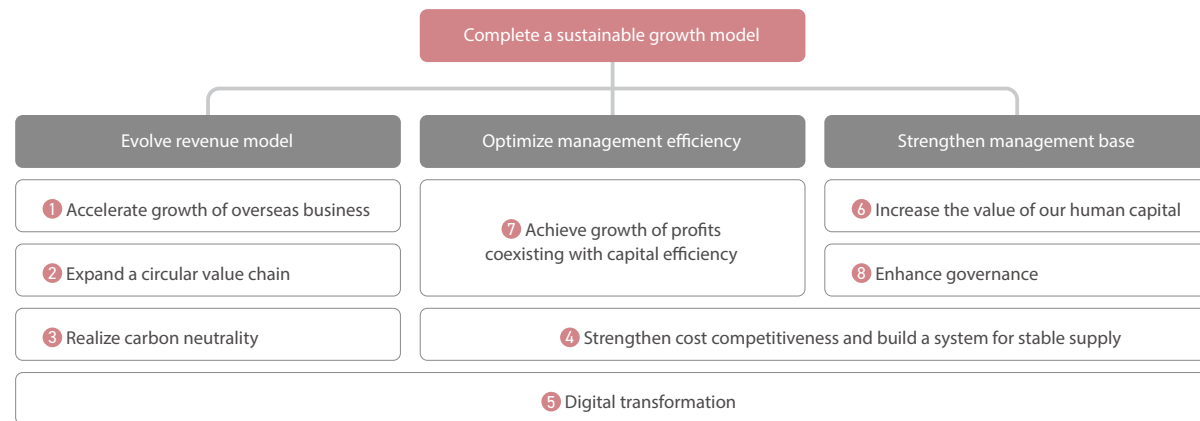 Complete a sustainable growth model
Evolve revenue model
Optimize management efficiency
Strengthen management base
1 Accelerate growth of overseas business
7 Achieve growth of profits
coexisting with capital efficiency
6 Increase the value of our human capital
2 Expand a circular value chain
8 Enhance governance
3 Realize carbon neutrality
4 Strengthen cost competitiveness and build a system for stable supply
5 Digital transformation